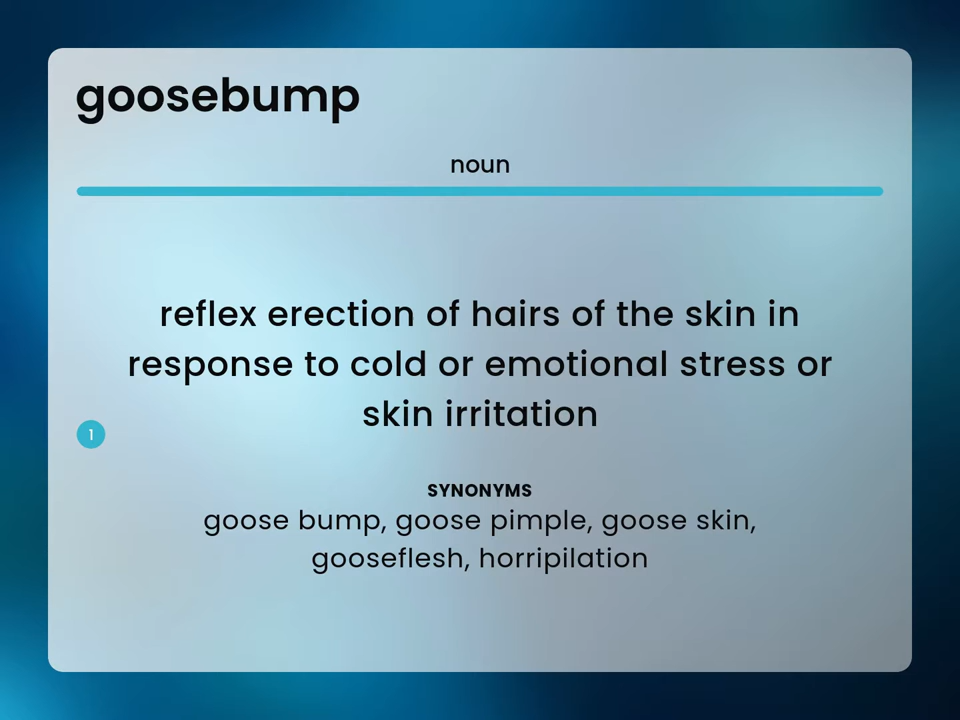 goosebump
noun
reflex erection of hairs of the skin in
response to cold or emotional stress or
skin irritation
1
SYNONYMS
goose bump, goose pimple, goose skin,
gooseflesh, horripilation